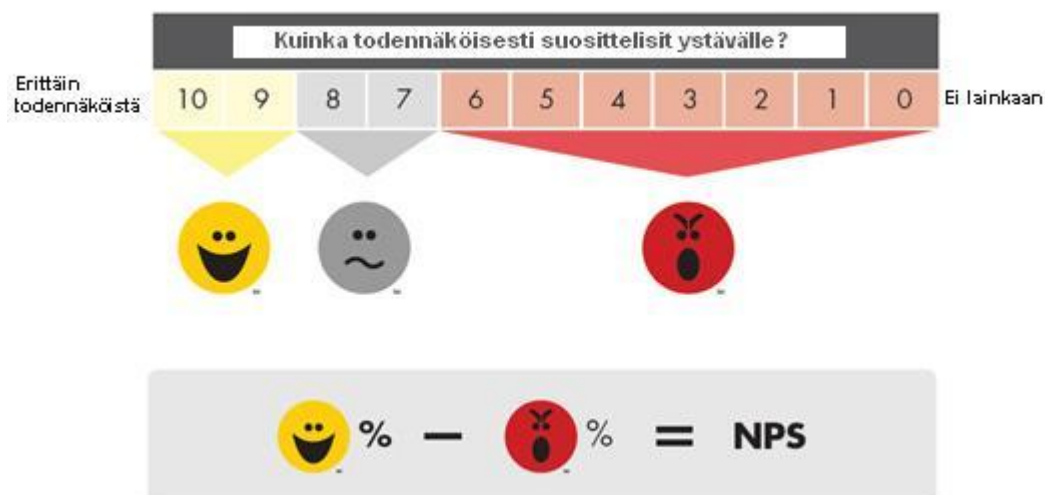 Kuinka todennäköisesti suosittelisit ystävälle?
Erittäin
todennäköistä
10 9 8 7 6 5 4 3 2 1 0
Ei lainkaan
% — % = NPS